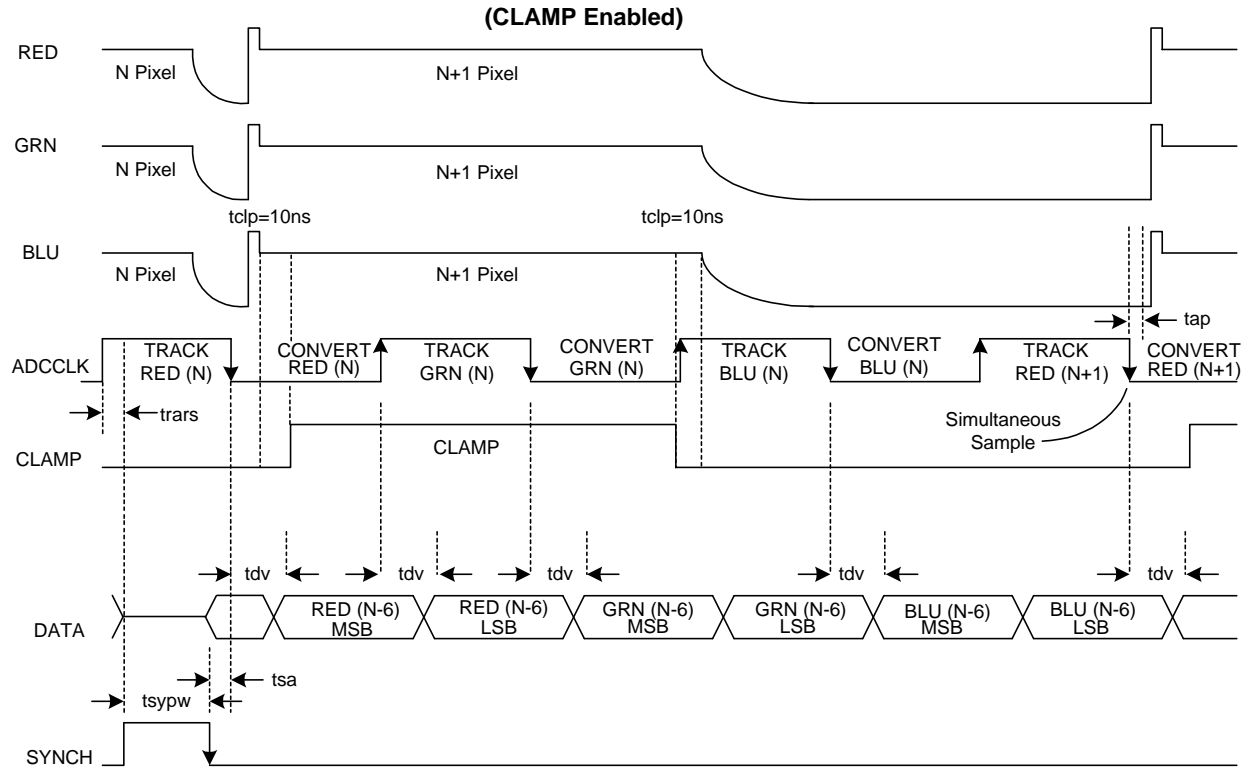 (CLAMP Enabled)
RED
N Pixel
N+1 Pixel
GRN
N Pixel
N+1 Pixel
tclp=10ns
tclp=10ns
BLU
N Pixel
N+1 Pixel
tap
ADCCLK
TRACK
RED (N)
CONVERT
RED (N)
TRACK
GRN (N)
CONVERT
GRN (N)
TRACK
BLU (N)
CONVERT
BLU (N)
TRACK
RED (N+1)
CONVERT
RED (N+1)
trars
Simultaneous
Sample
CLAMP
CLAMP
tdv
tdv
tdv
tdv
tdv
DATA
RED (N-6)
MSB
RED (N-6)
LSB
GRN (N-6)
MSB
GRN (N-6)
LSB
BLU (N-6)
MSB
BLU (N-6)
LSB
tsa
tsypw
SYNCH